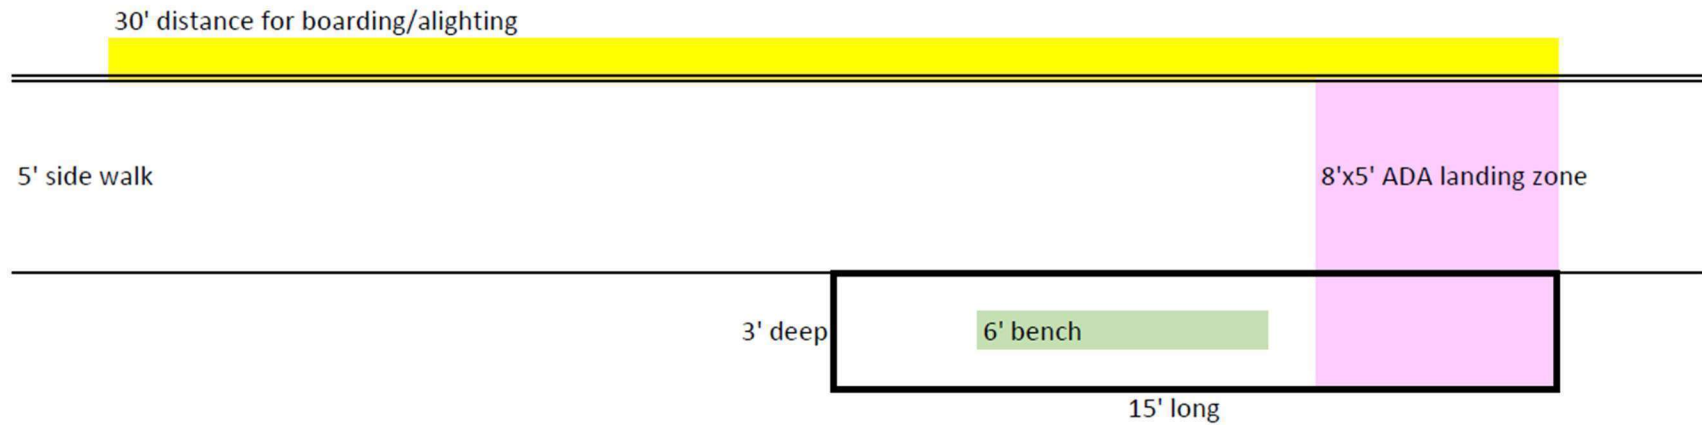 30' distance for boarding/alighting
5' side walk
8'x5' ADA landing zone
3' deep
6' bench
15' long